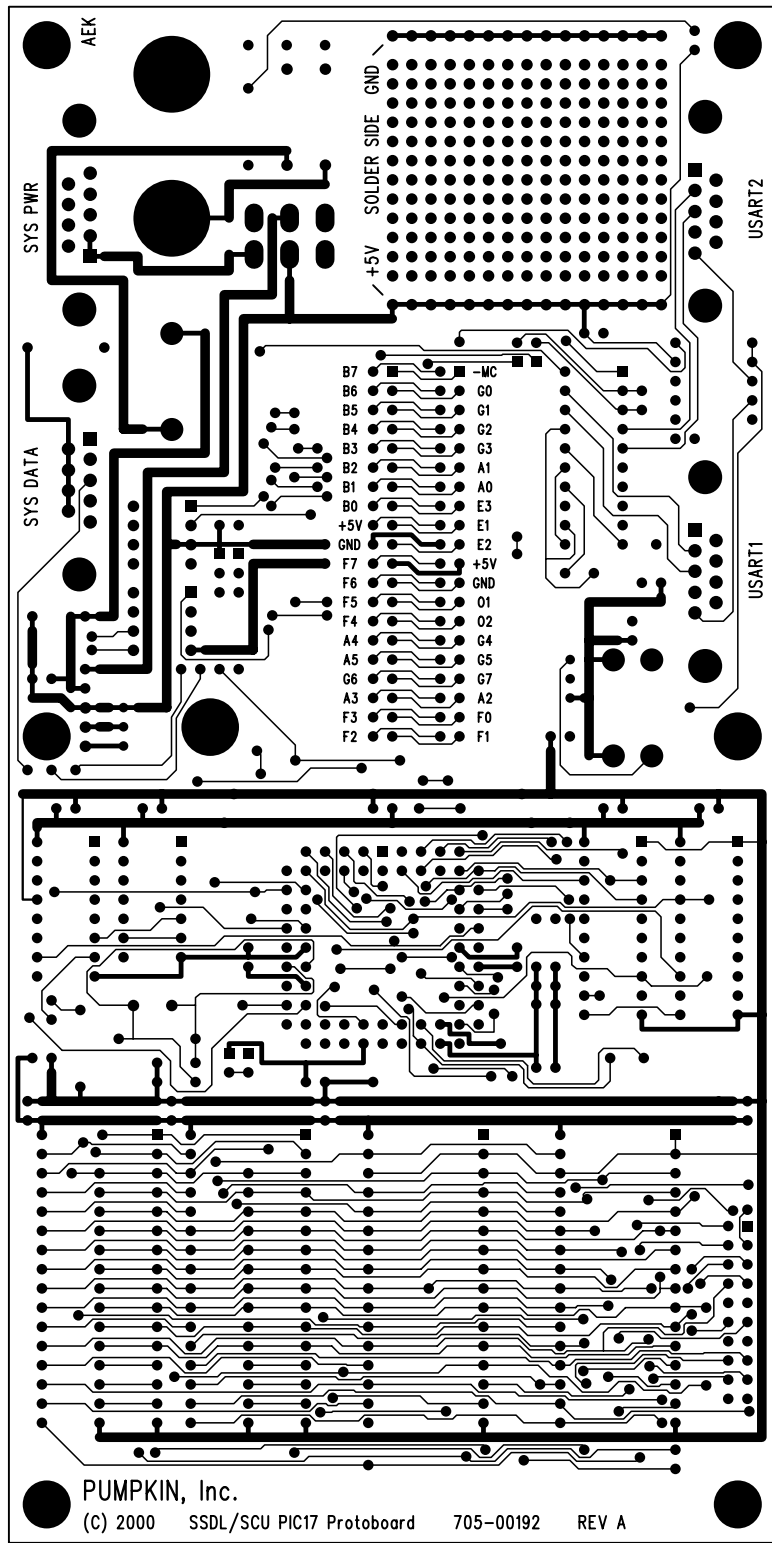 AEK
GND
SOLDER SIDE
+5V
SYS PWR
USART2
SYS DATA
USART1
B7 -MC
B6 G0
B5 G1
B4 G2
B3 G3
B2 A1
B1 A0
B0 E3
+5V E1
GND E2
F7 +5V
F6 GND
F5 O1
F4 O2
A4 G4
A5 G5
G6 G7
A3 A2
F3 F0
F2 F1
PUMPKIN, Inc.
(C) 2000 SSDL/SCU PIC17 Protoboard 705-00192 REV A